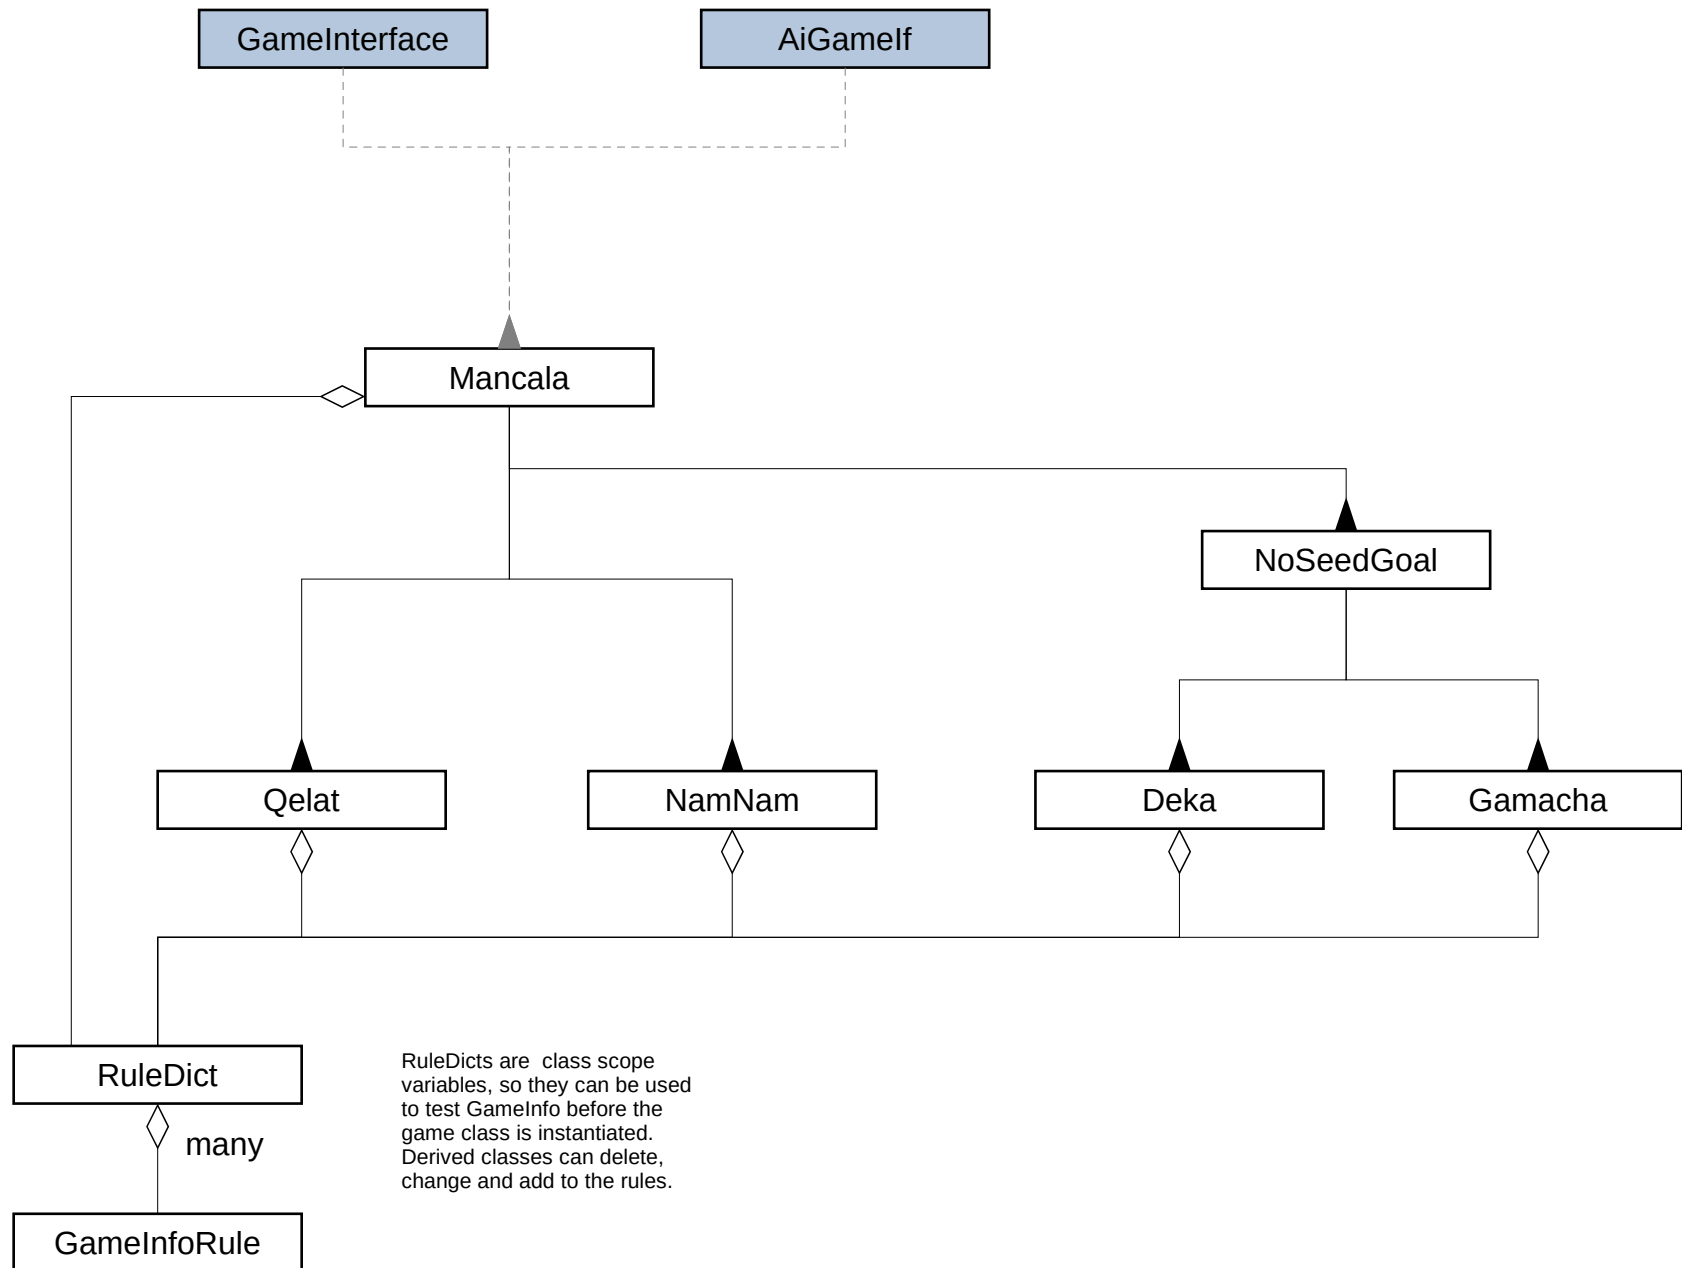 GameInterface
AiGameIf
Mancala
NoSeedGoal
Qelat
NamNam
Deka
Gamacha
RuleDict
many
GameInfoRule
RuleDicts are  class scope
variables, so they can be used
to test GameInfo before the
game class is instantiated.
Derived classes can delete,
change and add to the rules.